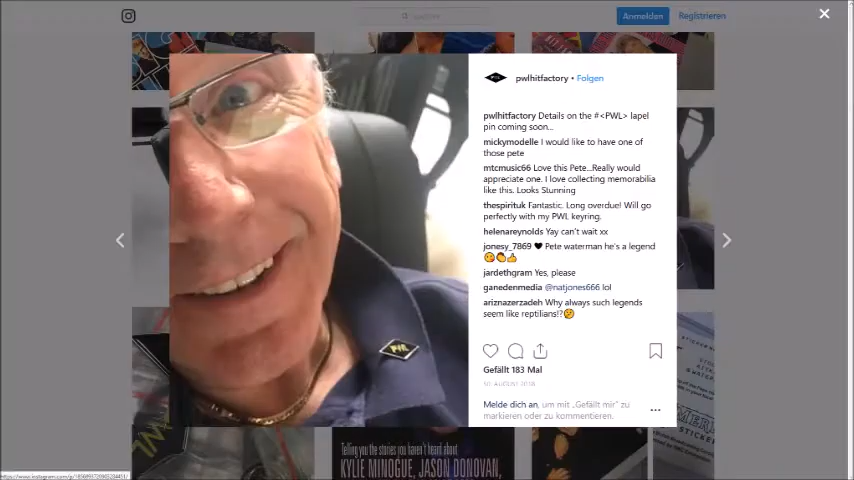 Anmelden Registrieren
pwlhitfactory • Folgen
pwlhitfactory Details on the #<PWL> lapel
pin coming soon...
mickymodelle I would like to have one of
those pete
mtcmusic66 Love this Pete...Really would
appreciate one. I love collecting memorabilia
like this. Looks Stunning
thespirituk Fantastic. Long overdue! Will go
perfectly with my PWL keyring.
helenareynolds Yay can't wait xx
jonesy_7869 🖤 Pete waterman he's a legend
😋👏👍
jardethgram Yes, please
ganedenmedia @natjones666 lol
ariznazerzadeh Why always such legends
seem like reptilians!?🤔
Gefällt 183 Mal
10. AUGUST 2018
Melde dich an, um mit „Gefällt mir" zu
markieren oder zu kommentieren.
Telling you the stories you haven't heard about
KYLIE MINOGUE, JASON DONOVAN,